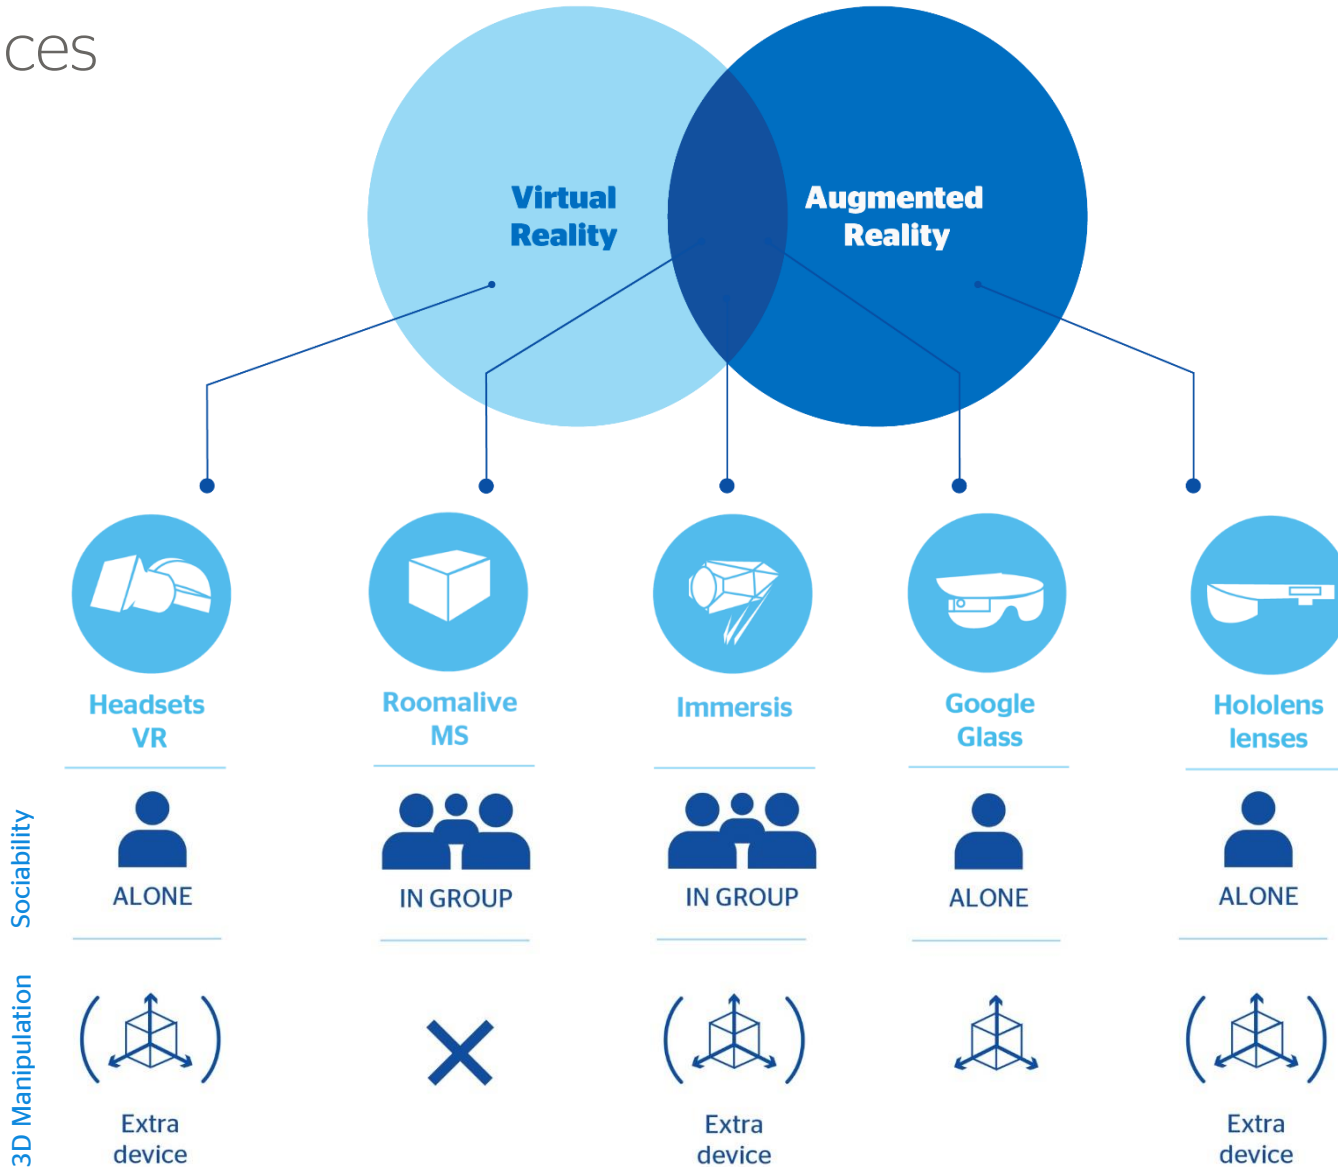 ces
Virtual
Reality
Augmented
Reality
Headsets
VR
Roomalive
MS
Immersis
Google
Glass
Hololens
lenses
Sociability
ALONE
IN GROUP
IN GROUP
ALONE
ALONE
3D Manipulation
Extra
device
Extra
device
Extra
device